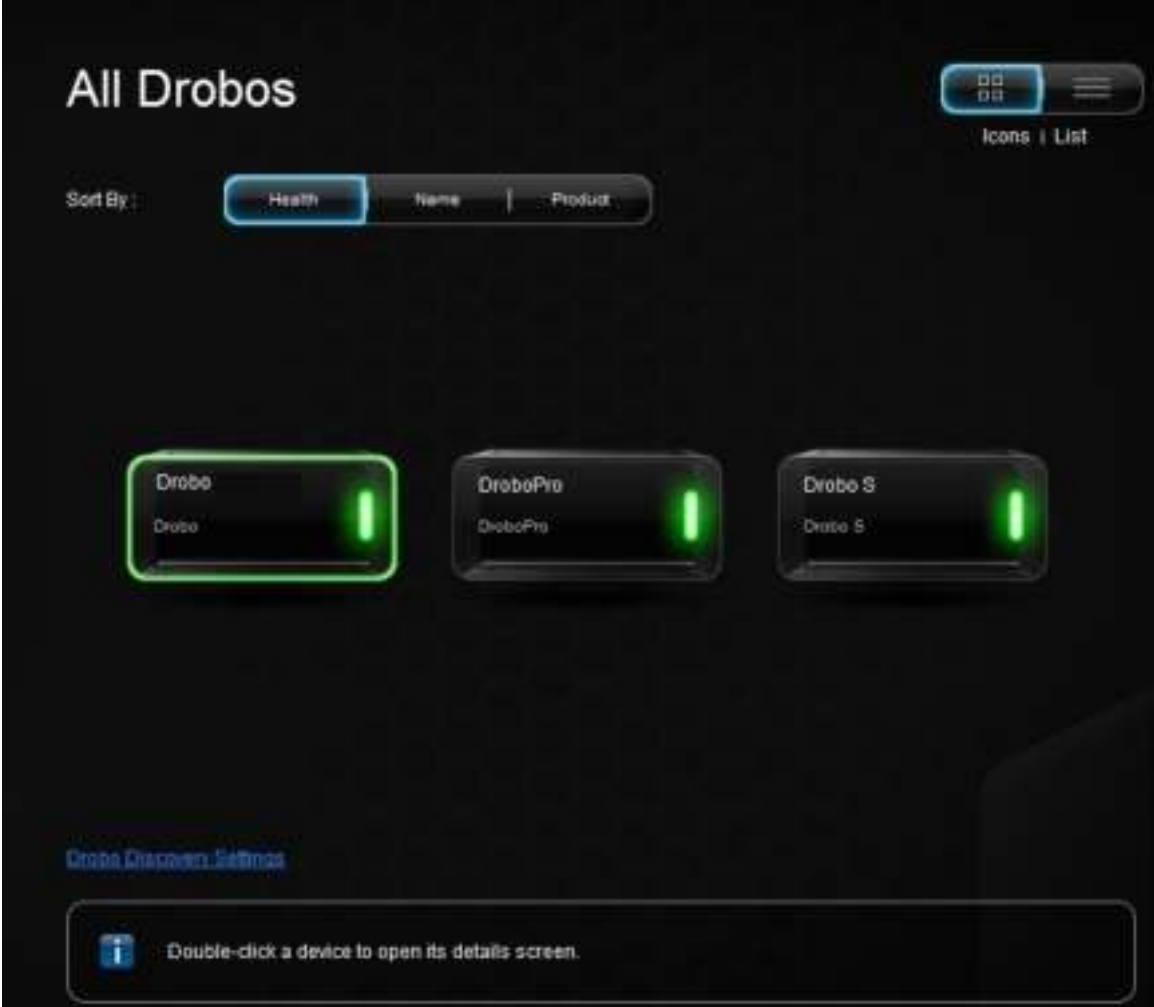 All Drobos
Icons | List
Sort By :
Health
Name | Product
Drobo
Drobo
DroboPro
DroboPro
Drobo S
Drobo S
Drobo Discovery Settings
Double-click a device to open its details screen.